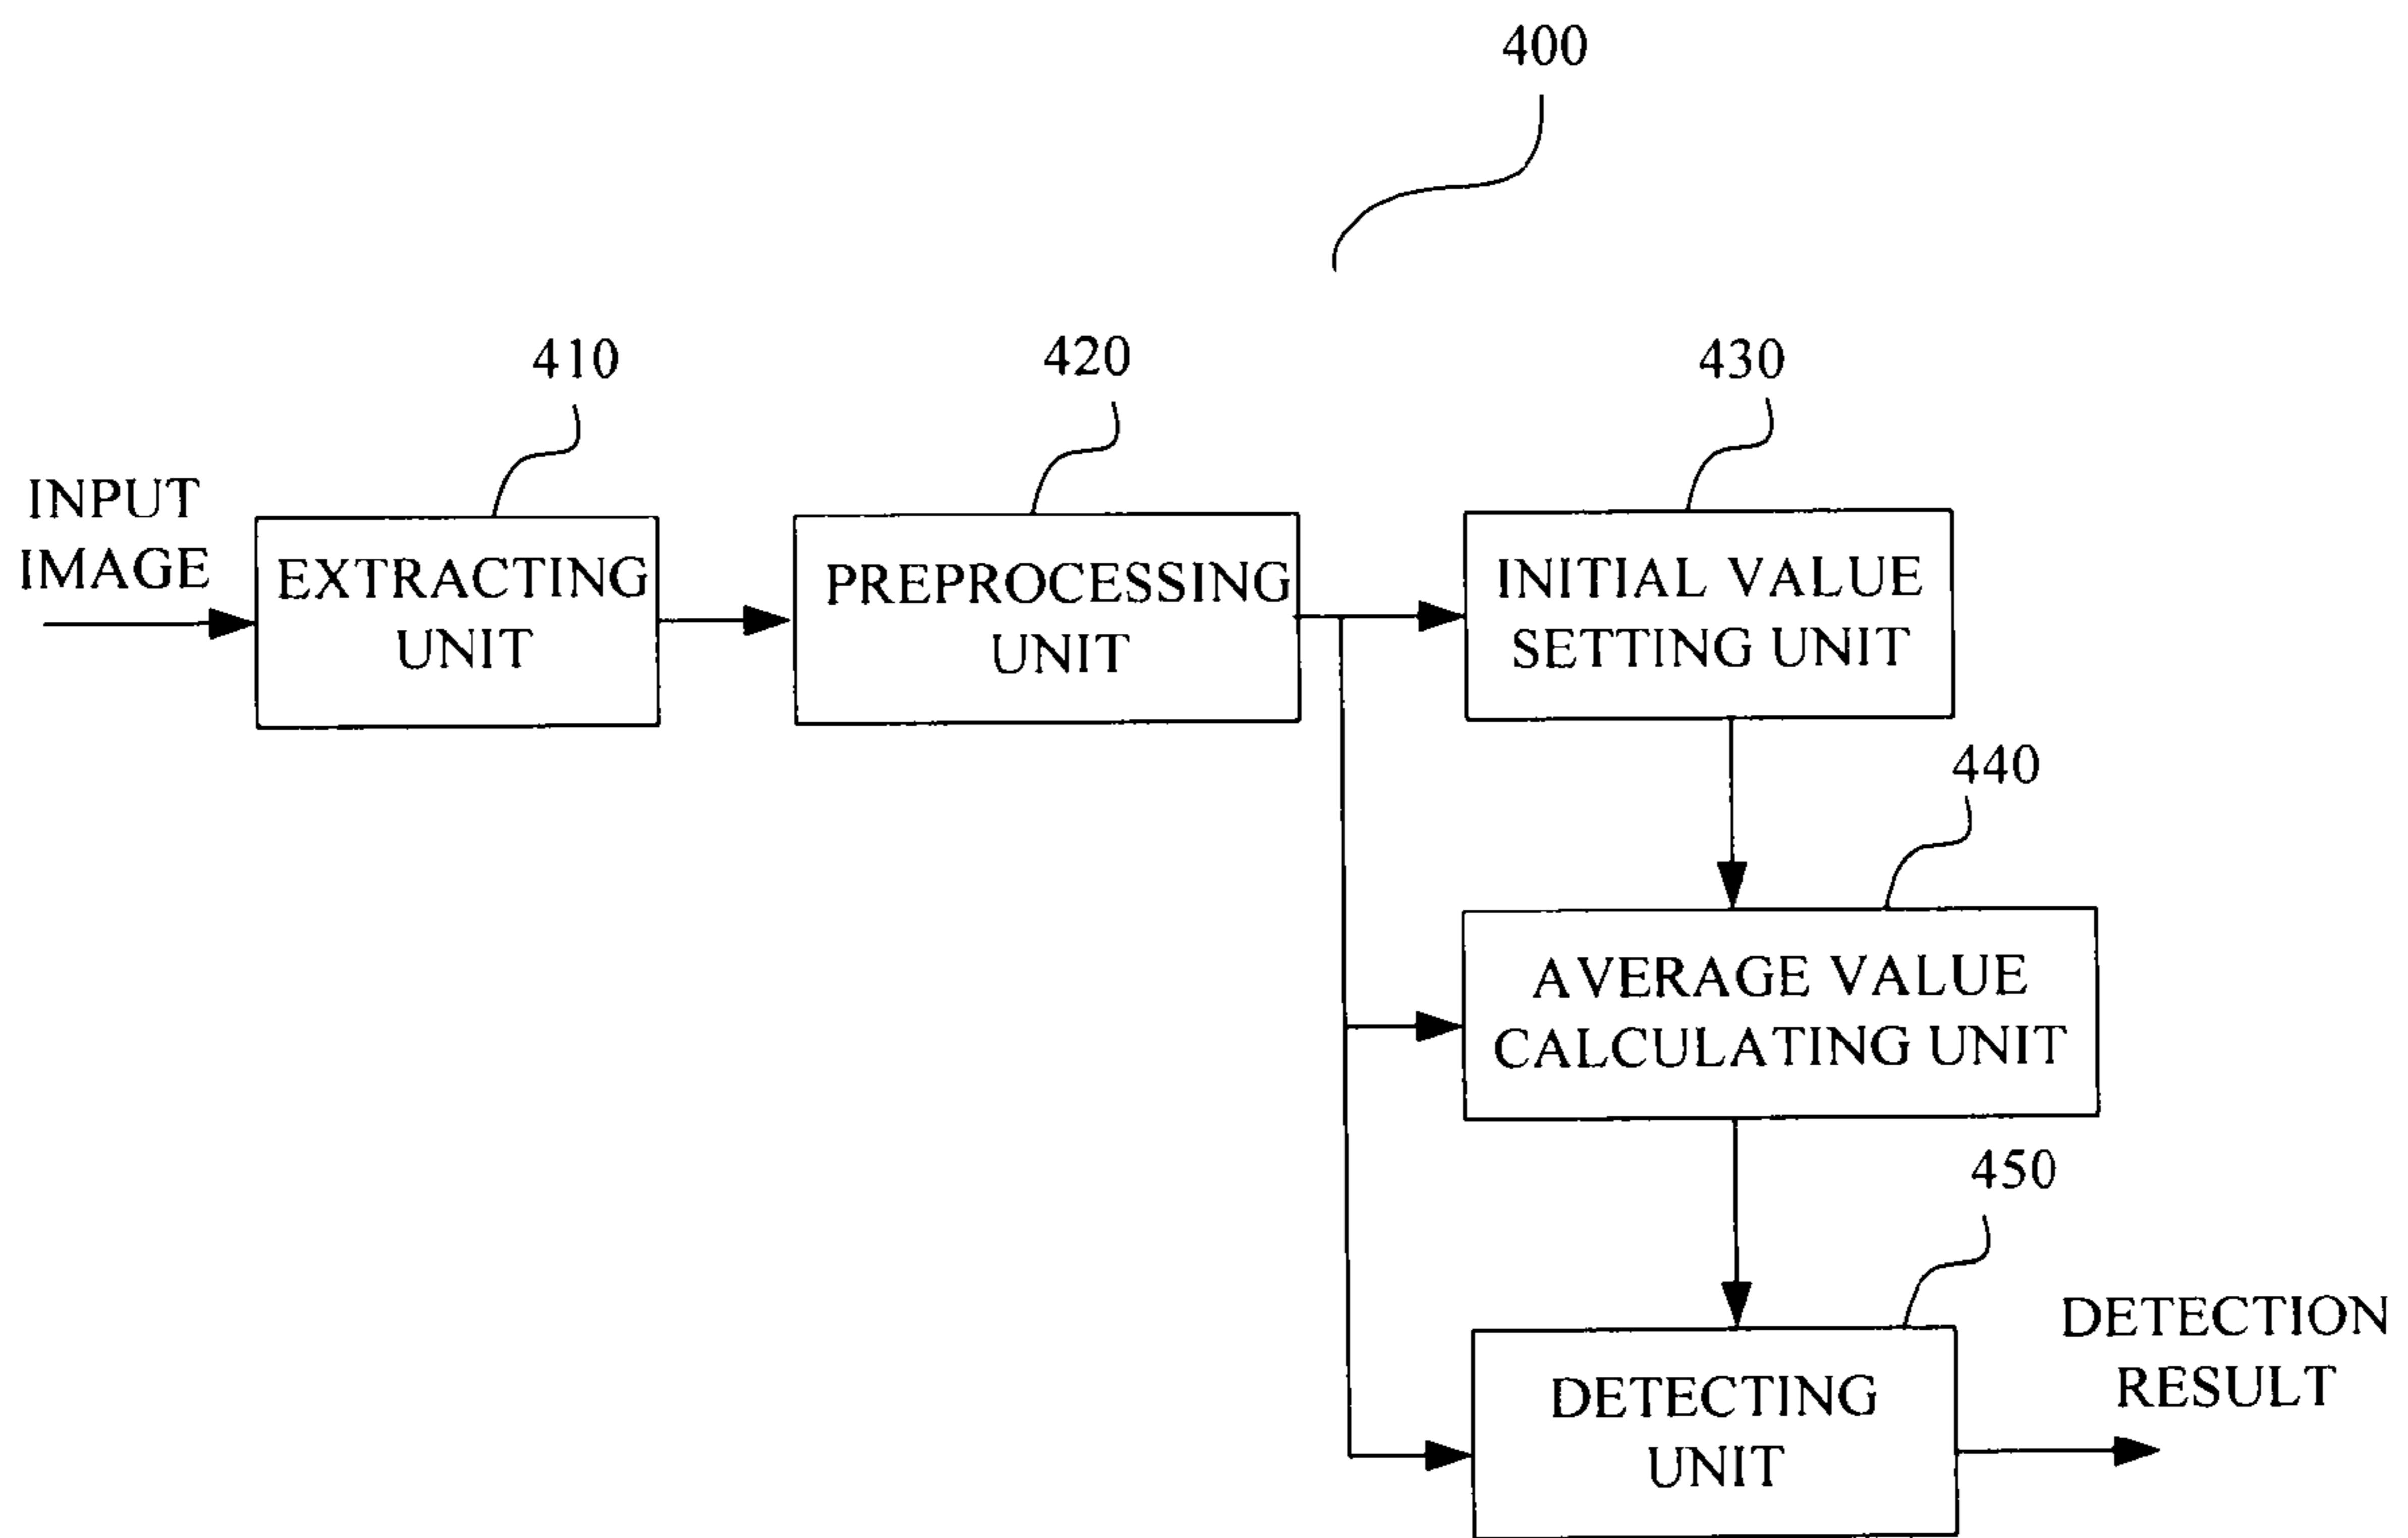 400
410
420
430
INPUT
IMAGE
EXTRACTING
UNIT
PREPROCESSING
UNIT
INITIAL VALUE
SETTING UNIT
440
AVERAGE VALUE
CALCULATING UNIT
450
DETECTING
UNIT
DETECTION
RESULT